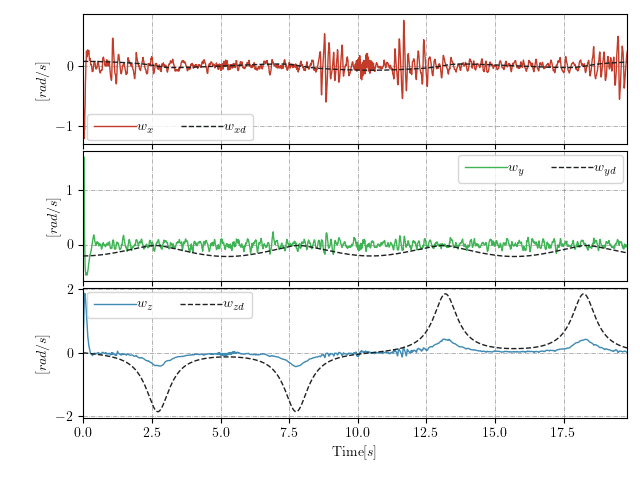 [rad/s]
0
−1
w_x
w_xd
[rad/s]
1
0
w_y
w_yd
[rad/s]
2
0
−2
w_z
w_zd
0.0 2.5 5.0 7.5 10.0 12.5 15.0 17.5
Time[s]